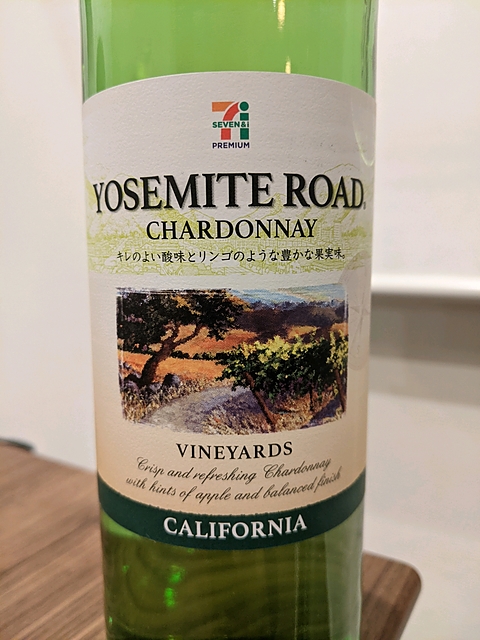 SEVEN&i
PREMIUM
YOSEMITE ROAD®
CHARDONNAY
キレのよい酸味とリンゴのような豊かな果実味。
VINEYARDS
Crisp and refreshing Chardonnay
with hints of apple and balanced finish
CALIFORNIA